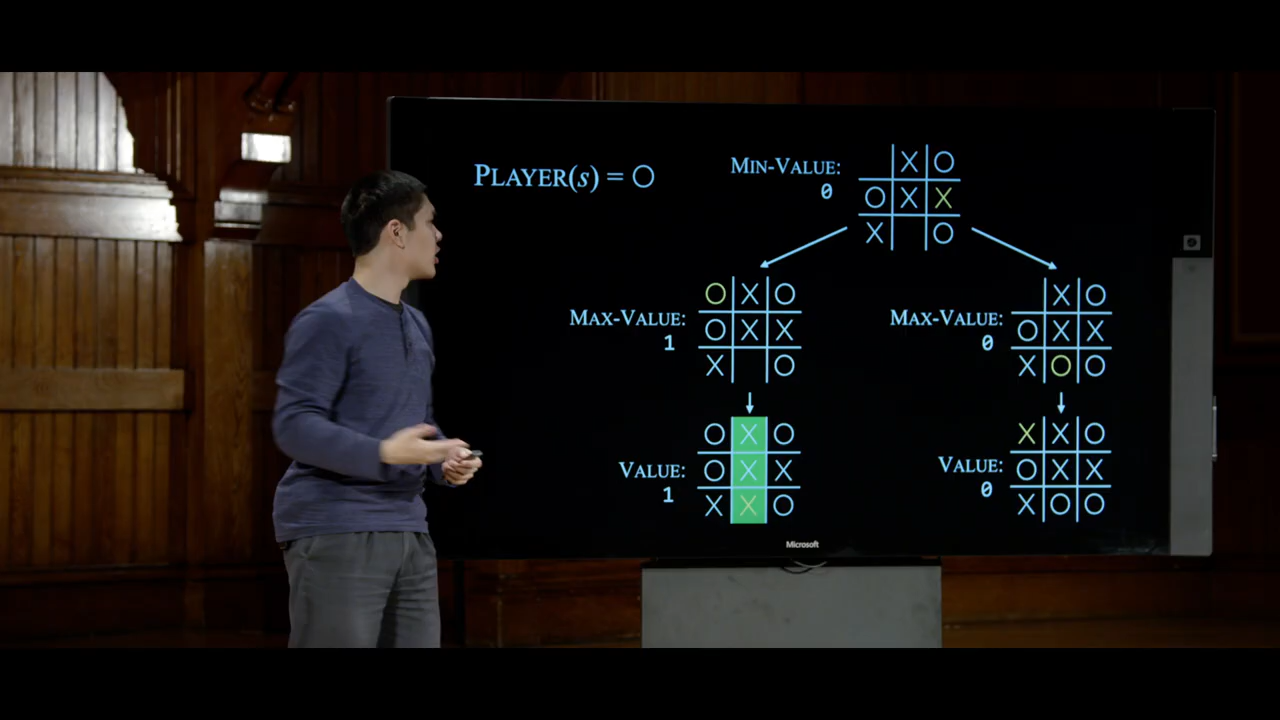 PLAYER(s) = O
MIN-VALUE:
0
X O
O X X
X O
MAX-VALUE:
1
O X O
O X X
X O
MAX-VALUE:
0
X O
O X X
X O O
VALUE:
1
O X O
O X X
X X O
VALUE:
0
X X O
O X X
X O O
Microsoft